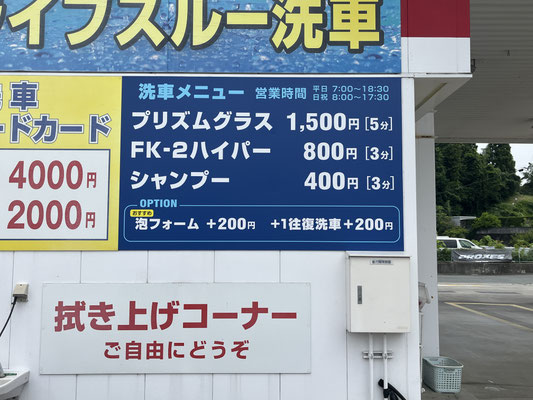 イブスルー洗車
車
ードカード
4000円
2000円
洗車メニュー 営業時間 平日 7:00〜18:30
日祝 8:00〜17:30
プリズムグラス 1,500円 [5分]
FK-2ハイパー 800円 [3分]
シャンプー 400円 [3分]
OPTION
おすすめ
泡フォーム +200円 +1往復洗車+200円
拭き上げコーナー
ご自由にどうぞ
PROXES